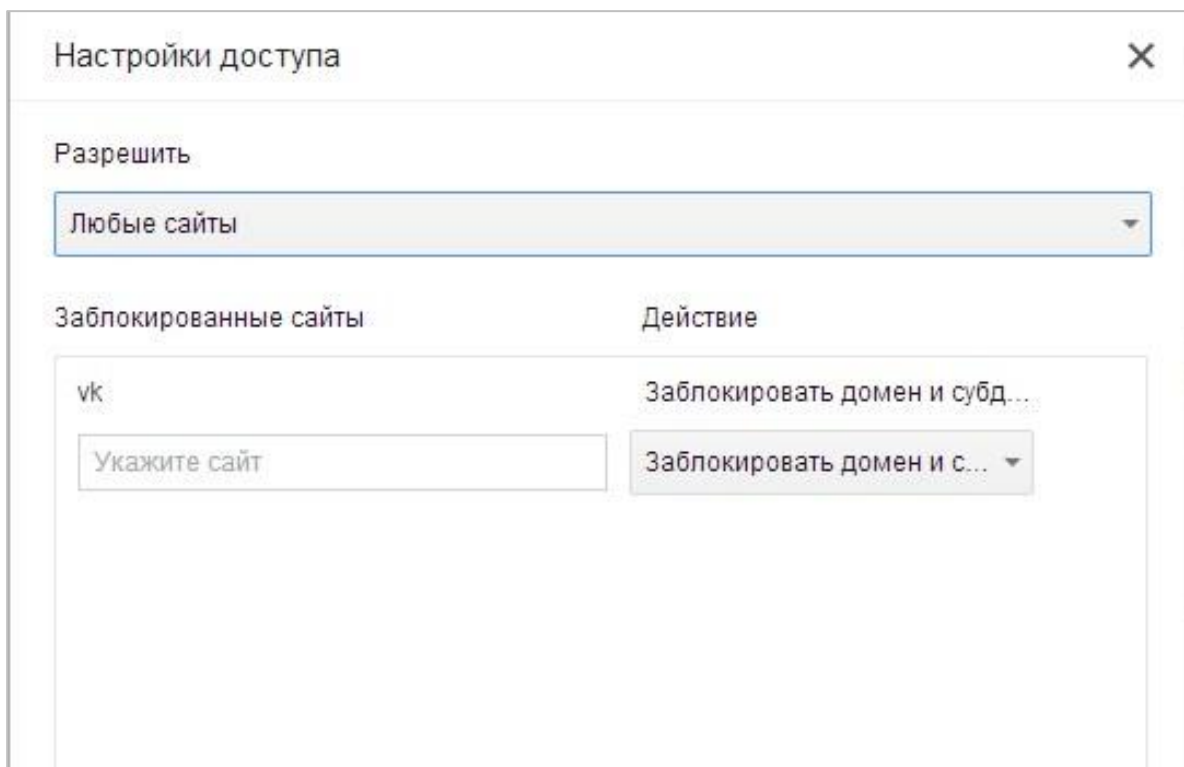 Настройки доступа
Разрешить
Любые сайты
Заблокированные сайты Действие
vk Заблокировать домен и субд...
Укажите сайт Заблокировать домен и с...